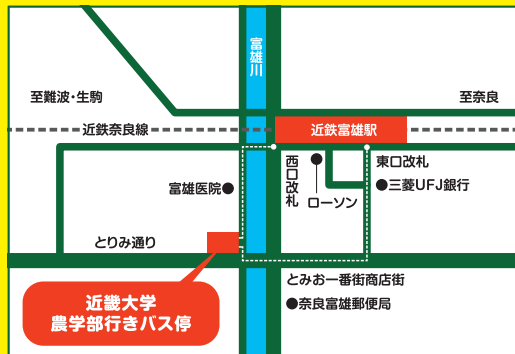 富雄川
至難波・生駒
至奈良
近鉄奈良線
近鉄富雄駅
西口改札
東口改札
富雄医院●
ローソン
●三菱UFJ銀行
とりみ通り
とみお一番街商店街
●奈良富雄郵便局
近畿大学
農学部行きバス停